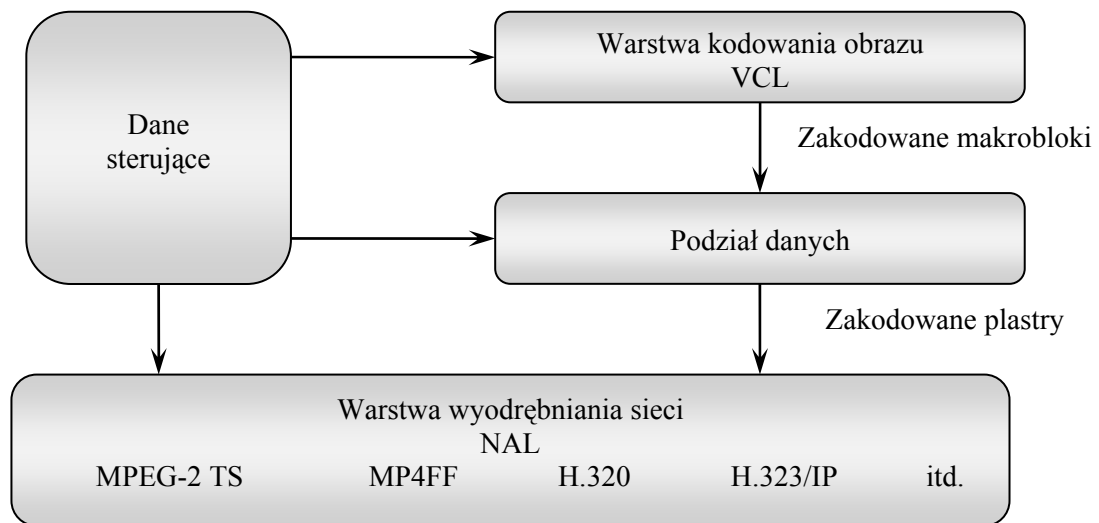 Warstwa kodowania obrazu
VCL
Dane
sterujące
Zakodowane makrobloki
Podział danych
Zakodowane plastry
Warstwa wyodrębniania sieci
NAL
MPEG-2 TS MP4FF H.320 H.323/IP itd.